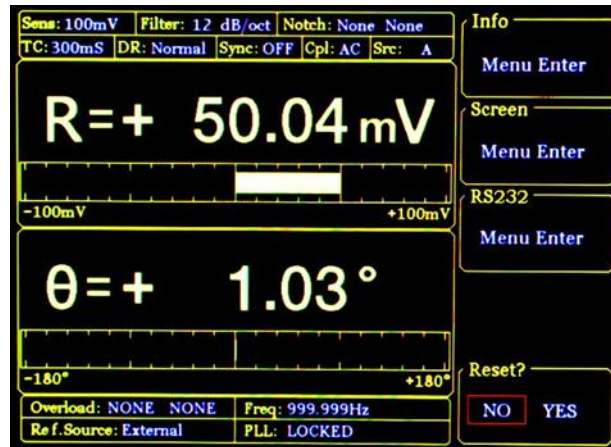 Sens: 100mV Filter: 12 dB/oct Notch: None None
TC: 300mS DR: Normal Sync: OFF Cpl: AC Src: A
R=+ 50.04 mV
-100mV +100mV
θ=+ 1.03°
-180° +180°
Overload: NONE NONE Freq: 999.999Hz
Ref.Source: External PLL: LOCKED
Info
Menu Enter
Screen
Menu Enter
RS232
Menu Enter
Reset?
NO YES